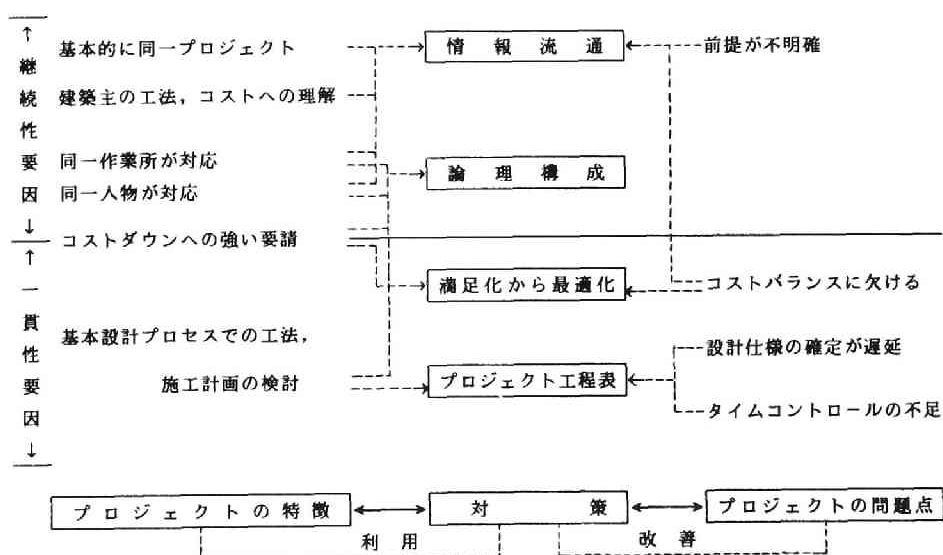 ↑継続性要因↓
基本的に同一プロジェクト
建築主の工法，コストへの理解
同一作業所が対応
同一人物が対応
コストダウンへの強い要請
↑一貫性要因↓
基本設計プロセスでの工法，
施工計画の検討
情報流通
論理構成
満足化から最適化
プロジェクト工程表
前提が不明確
コストバランスに欠ける
設計仕様の確定が遅延
タイムコントロールの不足
プロジェクトの特徴
対策
プロジェクトの問題点
利用
改善